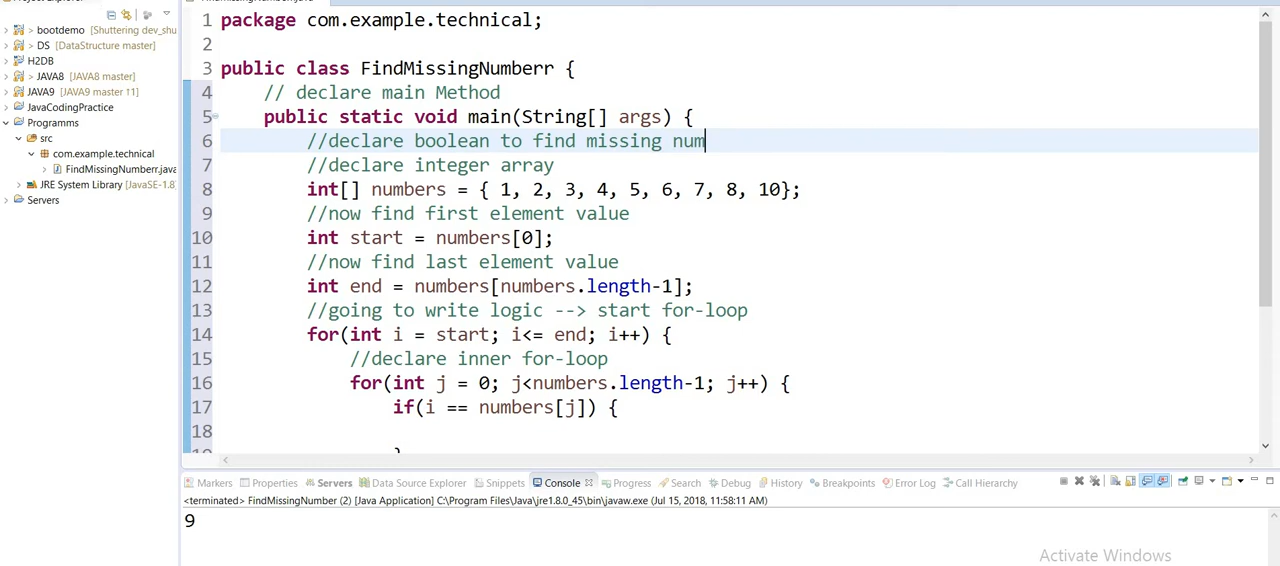 package com.example.technical;
public class FindMissingNumberr {
// declare main Method
public static void main(String[] args) {
//declare boolean to find missing num
//declare integer array
int[] numbers = { 1, 2, 3, 4, 5, 6, 7, 8, 10};
//now find first element value
int start = numbers[0];
//now find last element value
int end = numbers[numbers.length-1];
//going to write logic --> start for-loop
for(int i = start; i<= end; i++) {
//declare inner for-loop
for(int j = 0; j<numbers.length-1; j++) {
if(i == numbers[j]) {
1
2
3
4
5
6
7
8
9
10
11
12
13
14
15
16
17
18
> bootdemo [Shuttering dev_shu
> DS [DataStructure master]
H2DB
> JAVA8 [JAVA8 master]
JAVA9 [JAVA9 master ↑1]
JavaCodingPractice
Programms
src
com.example.technical
FindMissingNumberr.java
JRE System Library [JavaSE-1.8]
Servers
Markers Properties Servers Data Source Explorer Snippets Console Progress Search Debug History Breakpoints Error Log Call Hierarchy
<terminated> FindMissingNumber (2) [Java Application] C:\Program Files\Java\jre1.8.0_45\bin\javaw.exe (Jul 15, 2018, 11:58:11 AM)
9
Activate Windows